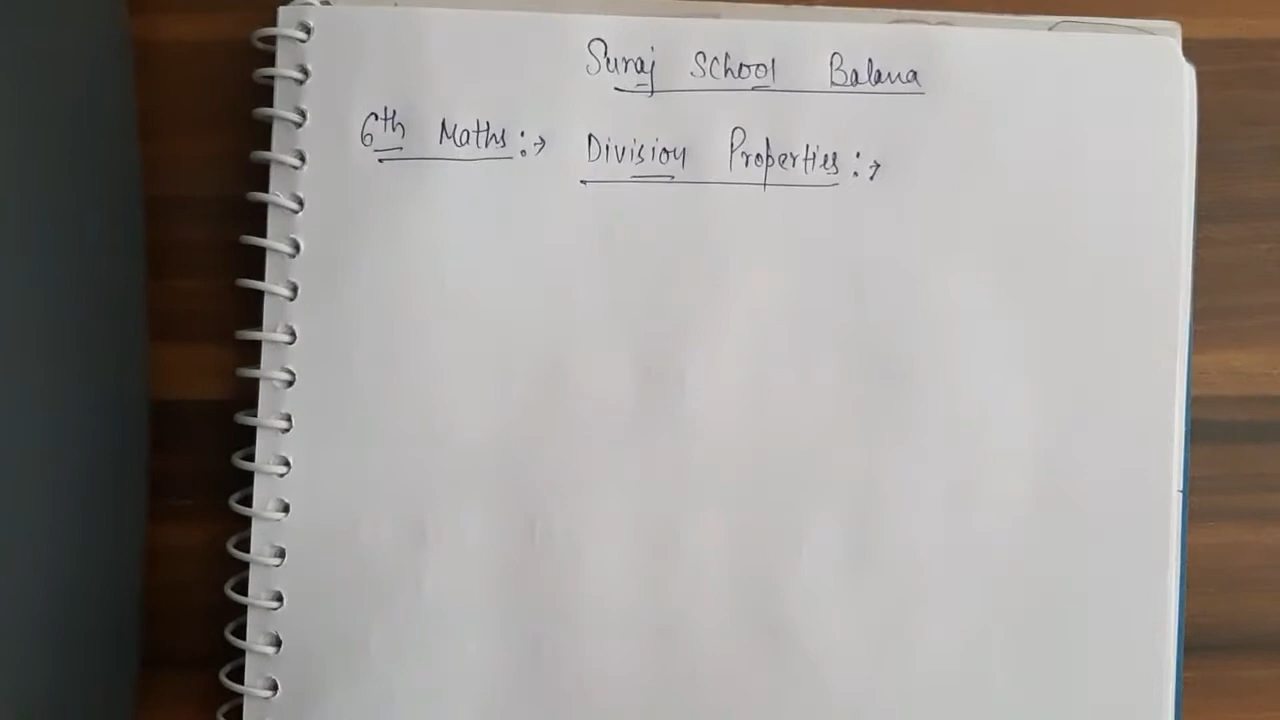 Suraj School Balana
6th Maths:→ Division Properties:→